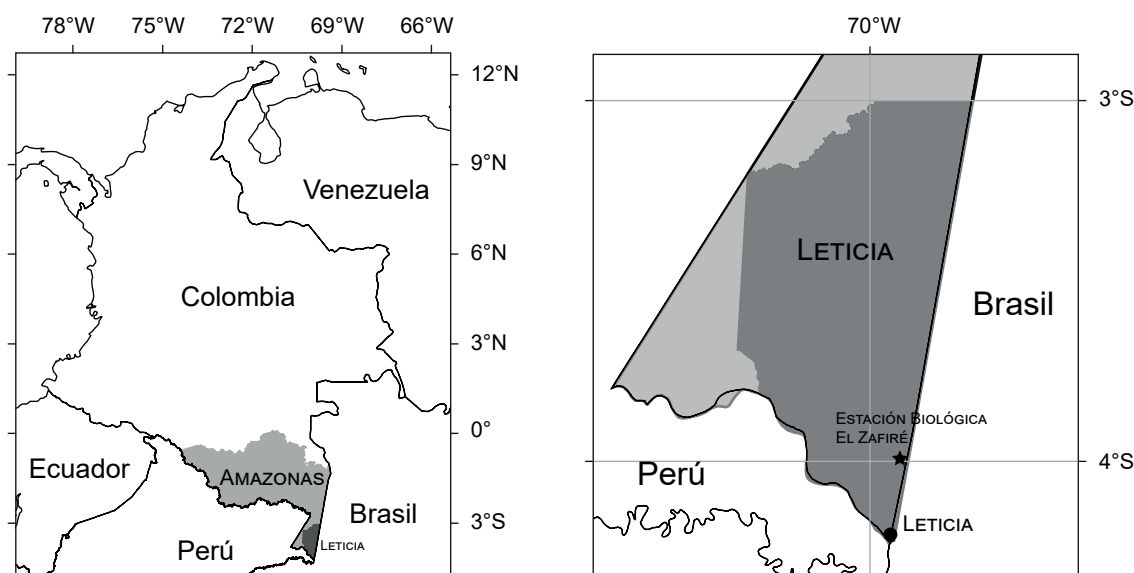 78°W 75°W 72°W 69°W 66°W
12°N
9°N
Venezuela
6°N
Colombia
3°N
0°
Ecuador
AMAZONAS
Brasil
3°S
Perú
LETICIA
70°W
3°S
LETICIA
Brasil
ESTACIÓN BIOLÓGICA
EL ZAFIRÉ
4°S
Perú
LETICIA